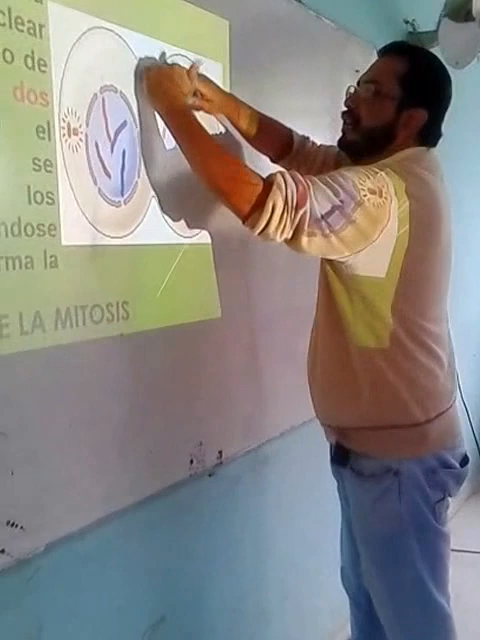 clear
o de
dos
el
se
los
ndose
rma la
E LA MITOSIS